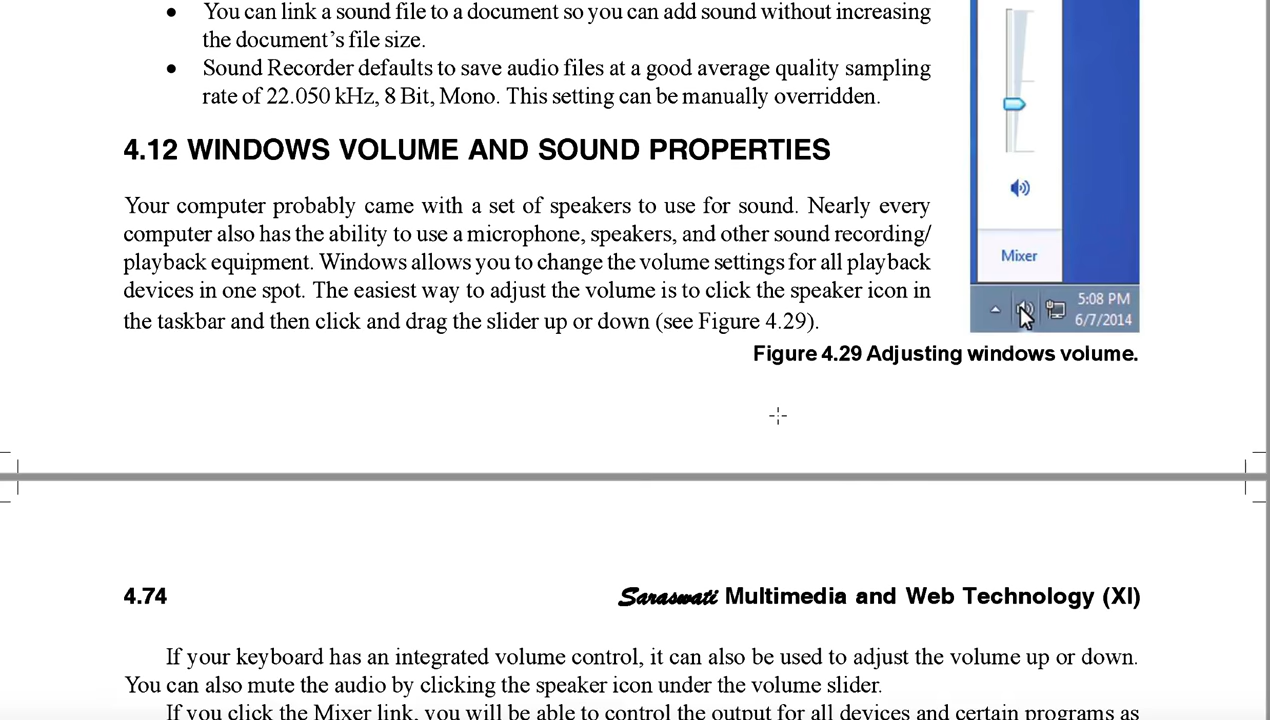 • You can link a sound file to a document so you can add sound without increasing
the document's file size.
• Sound Recorder defaults to save audio files at a good average quality sampling
rate of 22.050 kHz, 8 Bit, Mono. This setting can be manually overridden.
4.12 WINDOWS VOLUME AND SOUND PROPERTIES
Your computer probably came with a set of speakers to use for sound. Nearly every
computer also has the ability to use a microphone, speakers, and other sound recording/
playback equipment. Windows allows you to change the volume settings for all playback
devices in one spot. The easiest way to adjust the volume is to click the speaker icon in
the taskbar and then click and drag the slider up or down (see Figure 4.29).
Mixer
5:08 PM
6/7/2014
Figure 4.29 Adjusting windows volume.
4.74
Saraswati Multimedia and Web Technology (XI)
If your keyboard has an integrated volume control, it can also be used to adjust the volume up or down.
You can also mute the audio by clicking the speaker icon under the volume slider.
If you click the Mixer link, you will be able to control the output for all devices and certain programs as